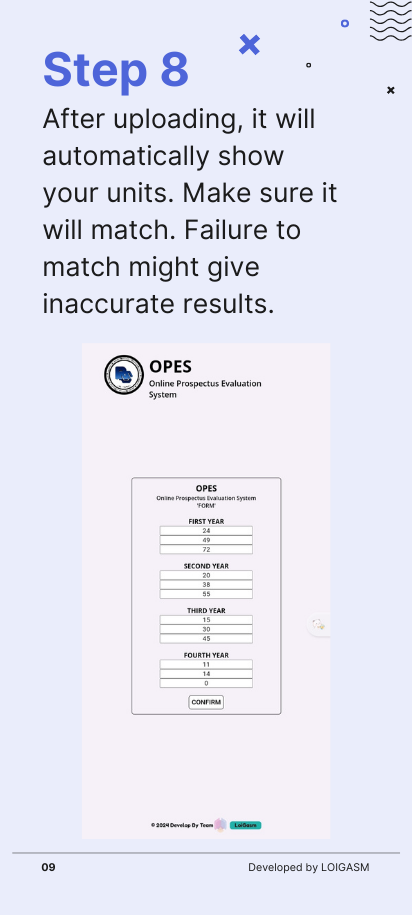 Step 8
After uploading, it will
automatically show
your units. Make sure it
will match. Failure to
match might give
inaccurate results.
OPES
Online Prospectus Evaluation
System
OPES
Online Prospectus Evaluation System
'FORM'
FIRST YEAR
24
49
72
SECOND YEAR
20
38
55
THIRD YEAR
15
30
45
FOURTH YEAR
11
14
0
CONFIRM
© 2024 Develop By Team LoiGasm
09
Developed by LOIGASM